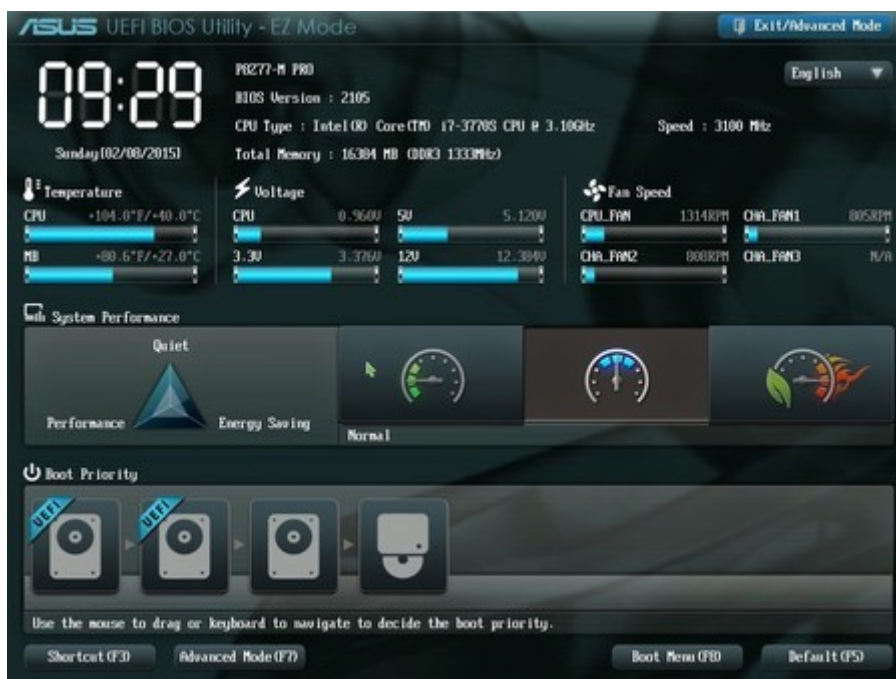 ASUS UEFI BIOS Utility - EZ Mode
Exit/Advanced Mode
09:29
Sunday[02/08/2015]
P8Z77-M PRO
BIOS Version : 2105
CPU Type : Intel(R) Core(TM) i7-3770S CPU @ 3.10GHz
Speed : 3100 MHz
Total Memory : 16384 MB (DDR3 1333MHz)
English
Temperature
CPU +104.0°F/+40.0°C
MB +80.6°F/+27.0°C
Voltage
CPU 0.960V 5V 5.120V
3.3V 3.376V 12V 12.384V
Fan Speed
CPU_FAN 1314RPM CHA_FAN1 805RPM
CHA_FAN2 808RPM CHA_FAN3 N/A
System Performance
Quiet
Performance
Energy Saving
Normal
Boot Priority
UEFI
UEFI
Use the mouse to drag or keyboard to navigate to decide the boot priority.
Shortcut(F3)
Advanced Mode(F7)
Boot Menu(F8)
Default(F5)